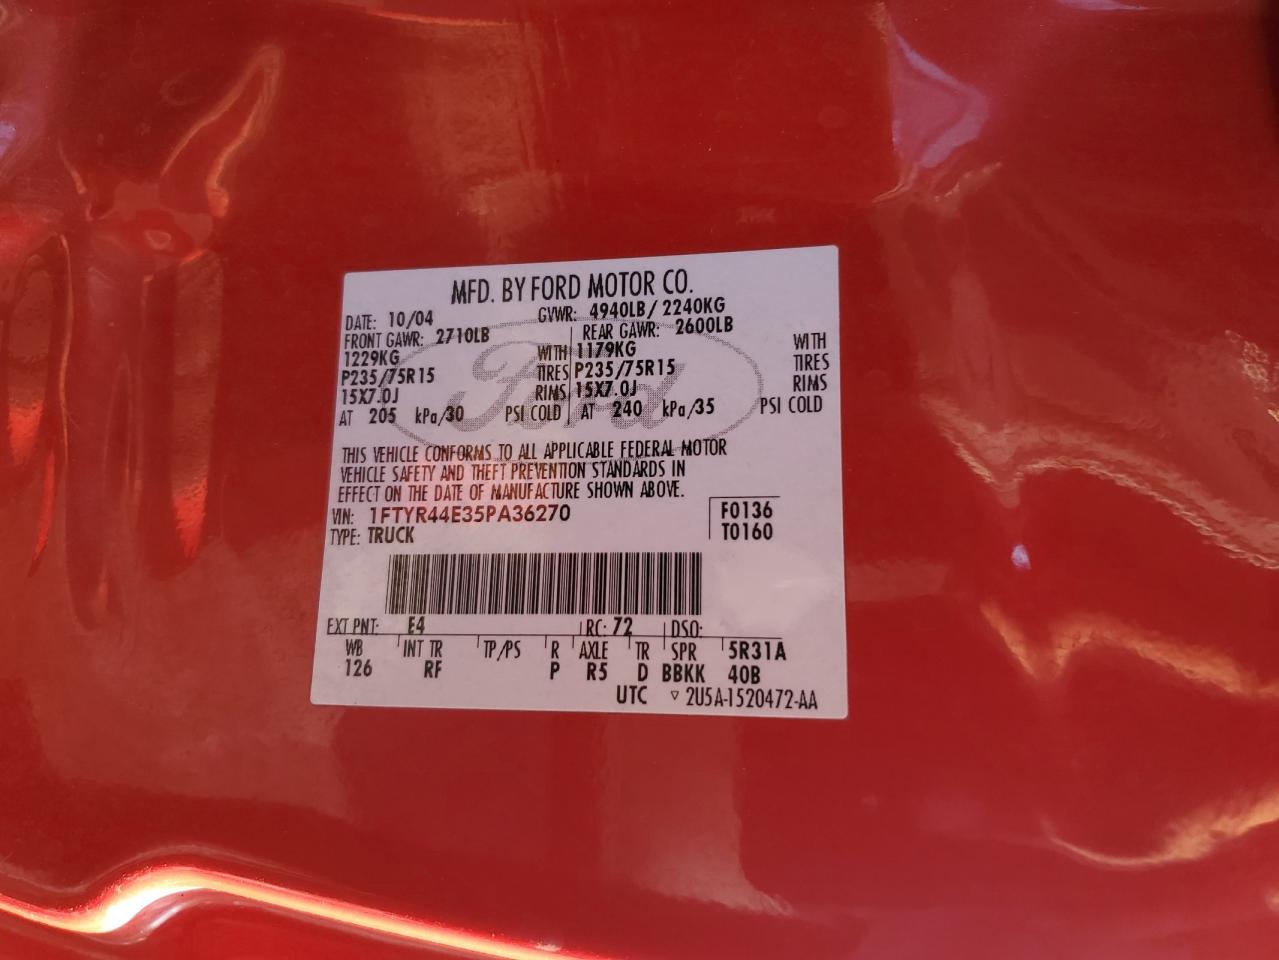 MFD. BY FORD MOTOR CO.
DATE: 10/04 GVWR: 4940LB/2240KG
FRONT GAWR: 2710LB REAR GAWR: 2600LB
1229KG WITH 1179KG WITH
P235/75R15 TIRES P235/75R15 TIRES
15X7.0J RIMS 15X7.0J RIMS
AT 205 kPa/30 PSI COLD AT 240 kPa/35 PSI COLD
Ford
THIS VEHICLE CONFORMS TO ALL APPLICABLE FEDERAL MOTOR
VEHICLE SAFETY AND THEFT PREVENTION STANDARDS IN
EFFECT ON THE DATE OF MANUFACTURE SHOWN ABOVE.
VIN: 1FTYR44E35PA36270 F0136
TYPE: TRUCK T0160
EXT PNT: E4 RC: 72 DSO:
WB INT TR TP/PS R AXLE TR SPR 5R31A
126 RF P R5 D BBKK 40B
UTC ▽ 2U5A-1520472-AA